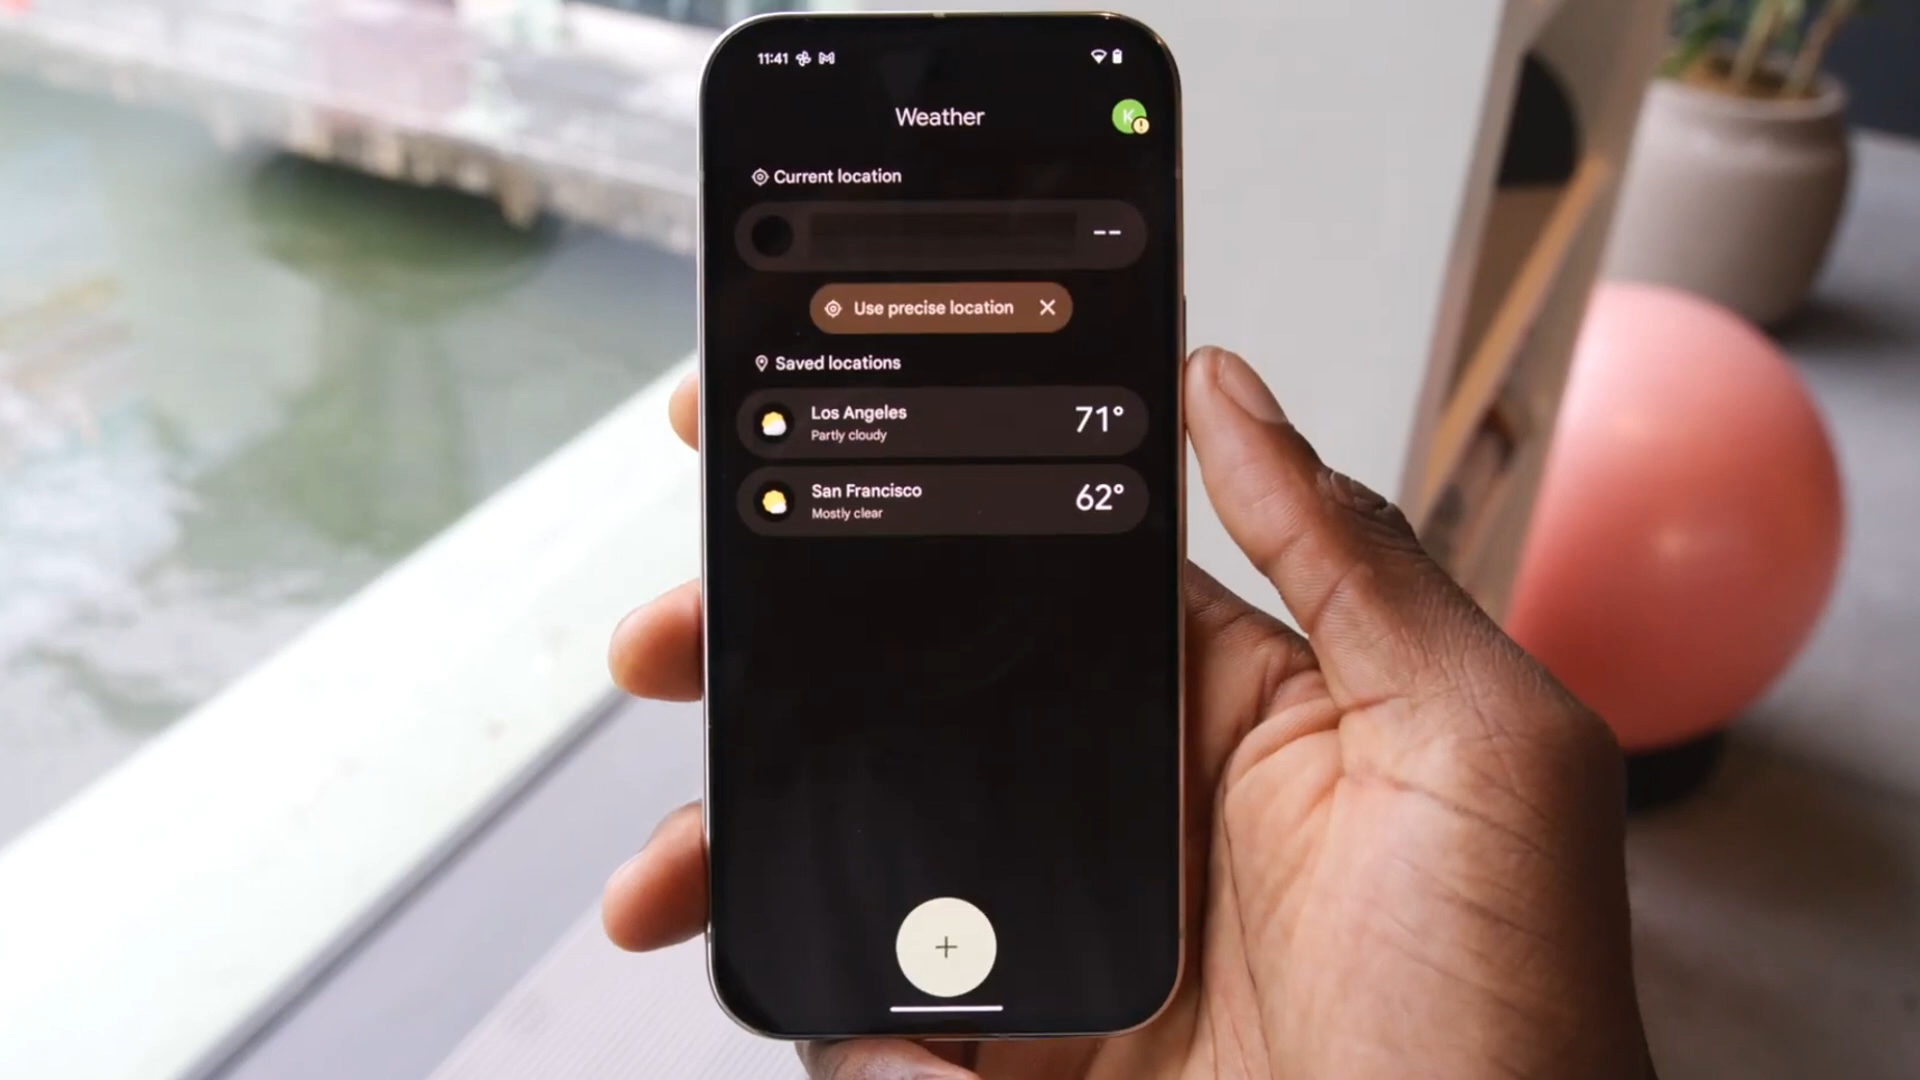 11:41
Weather
K
Current location
--
Use precise location
Saved locations
Los Angeles
71°
Partly cloudy
San Francisco
62°
Mostly clear